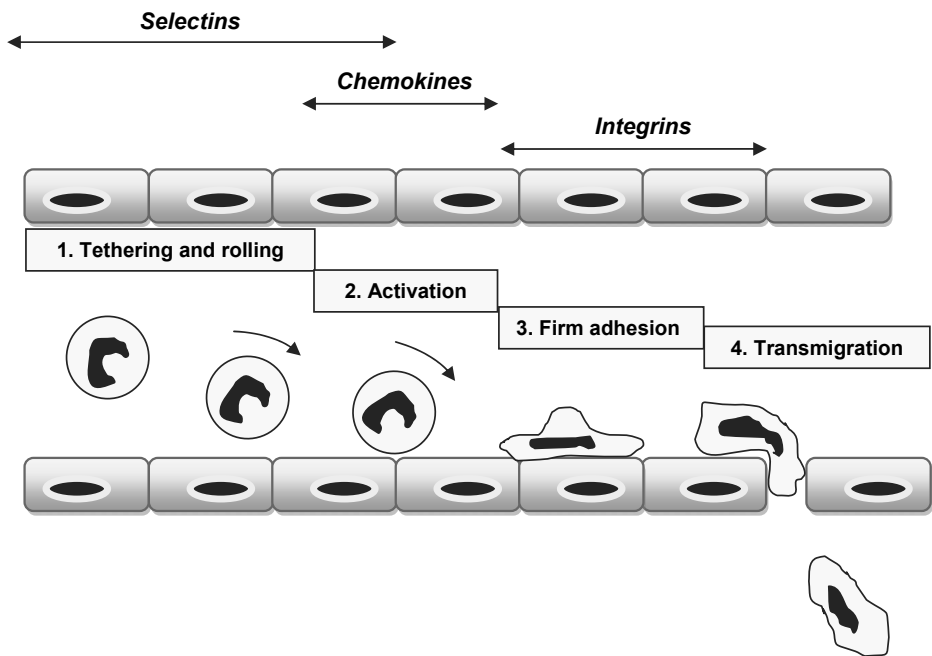 Selectins
Chemokines
Integrins
1. Tethering and rolling
2. Activation
3. Firm adhesion
4. Transmigration